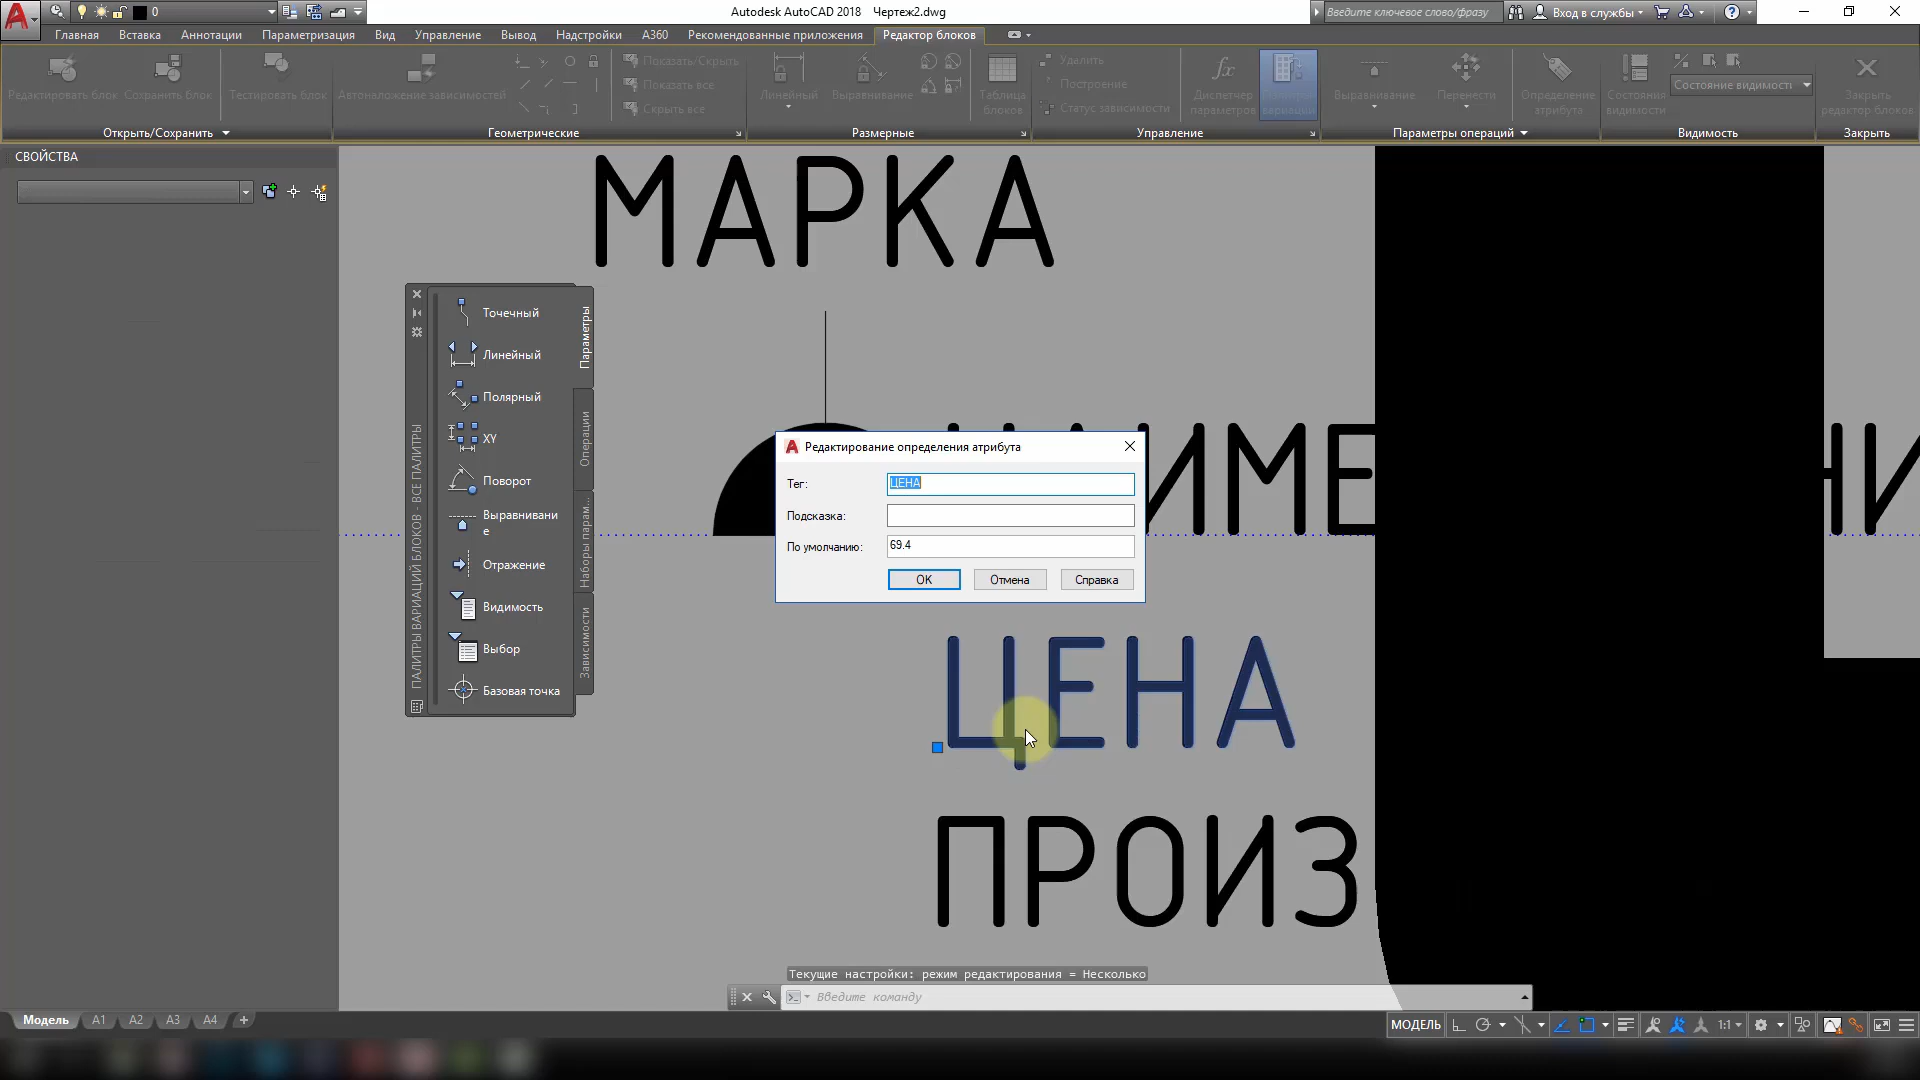 0
Autodesk AutoCAD 2018 Чертеж2.dwg
Введите ключевое слово/фразу
Вход в службы
Главная Вставка Аннотации Параметризация Вид Управление Вывод Надстройки A360 Рекомендованные приложения Редактор блоков
Редактировать блок Сохранить блок Тестировать блок
Автоналожение зависимостей
Показать/Скрыть
Показать все
Скрыть все
Линейный Выравнивание
Таблица блоков
Удалить
Построение
Статус зависимости
fx
Диспетчер параметров
Выравнивание Перенести
Определение атрибута
Состояния видимости
Состояние видимости
Закрыть редактор блоков
Открыть/Сохранить Геометрические Размерные Управление Параметры операций Видимость Закрыть
СВОЙСТВА
МАРКА
Точечный
Линейный
Полярный
XY
Поворот
Выравнивани
е
Отражение
Видимость
Выбор
Базовая точка
Параметры
Операции
Наборы парам...
Зависимости
ПАЛИТРЫ ВАРИАЦИЙ БЛОКОВ - ВСЕ ПАЛИТРЫ
Редактирование определения атрибута
Тег: ЦЕНА
Подсказка:
По умолчанию: 69.4
OK Отмена Справка
ЦЕНА
ПРОИЗ
Текущие настройки: режим редактирования = Несколько
Введите команду
Модель A1 A2 A3 A4 +
МОДЕЛЬ 1:1